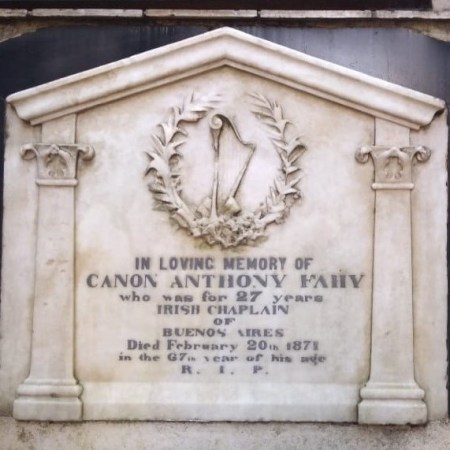 IN LOVING MEMORY OF
CANON ANTHONY FAHY
who was for 27 years
IRISH CHAPLAIN
OF
BUENOS AIRES
Died February 20th 1871
in the 67th year of his age
R. I. P.